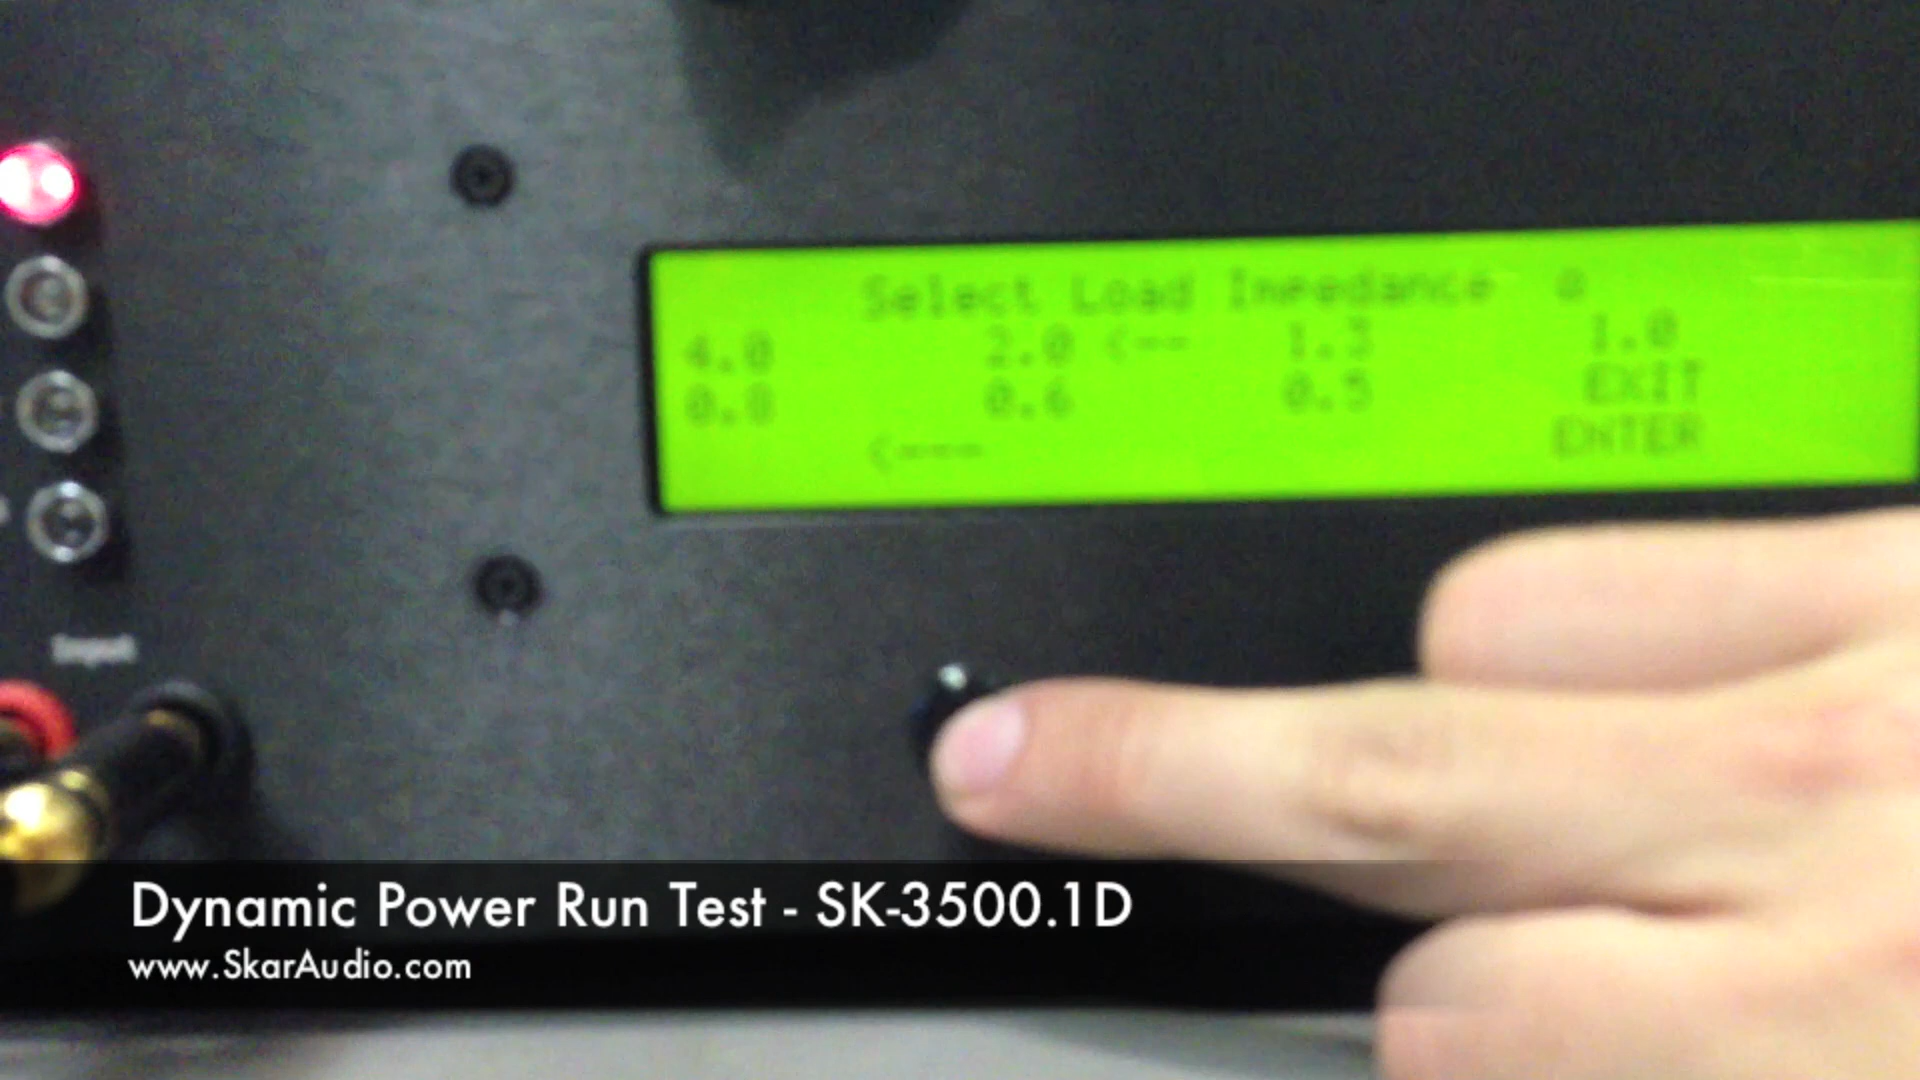 Select Load Impedance
4.0 2.0 <-- 1.3 1.0
0.8 0.6 0.5 EXIT
<--- ENTER
Input
Dynamic Power Run Test - SK-3500.1D
www.SkarAudio.com